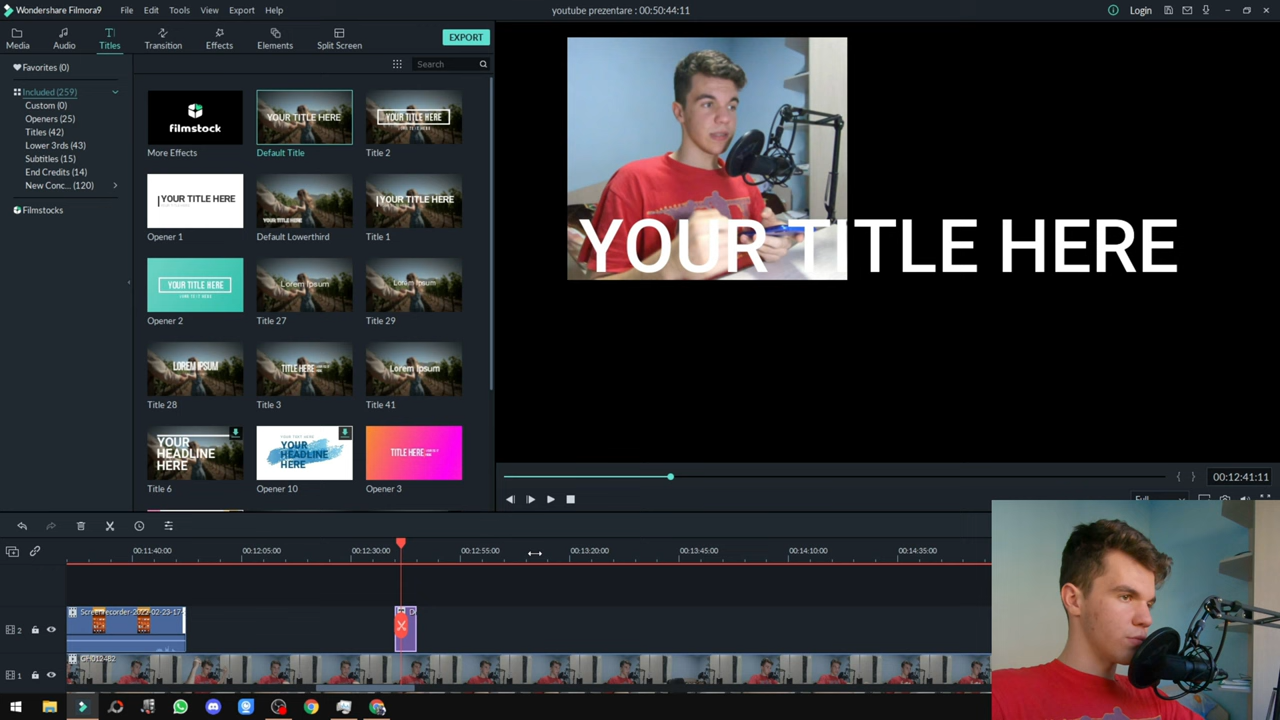 Wondershare Filmora9 File Edit Tools View Export Help youtube prezentare : 00:50:44:11 Login
Media Audio Titles Transition Effects Elements Split Screen EXPORT
Favorites (0)
Included (259)
Custom (0)
Openers (25)
Titles (42)
Lower 3rds (43)
Subtitles (15)
End Credits (14)
New Conc... (120)
Filmstocks
Search
filmstock
YOUR TITLE HERE
YOUR TITLE HERE
More Effects Default Title Title 2
YOUR TITLE HERE
YOUR TITLE HERE
YOUR TITLE HERE
Opener 1 Default Lowerthird Title 1
YOUR TITLE HERE
Lorem Ipsum
Lorem Ipsum
Opener 2 Title 27 Title 29
LOREM IPSUM
TITLE HERE
Lorem Ipsum
Title 28 Title 3 Title 41
YOUR
HEADLINE
HERE
YOUR
HEADLINE
HERE
TITLE HERE
Title 6 Opener 10 Opener 3
YOUR TITLE HERE
00:12:41:11
Full
00:11:40:00 00:12:05:00 00:12:30:00 00:12:55:00 00:13:20:00 00:13:45:00 00:14:10:00 00:14:35:00
2
1